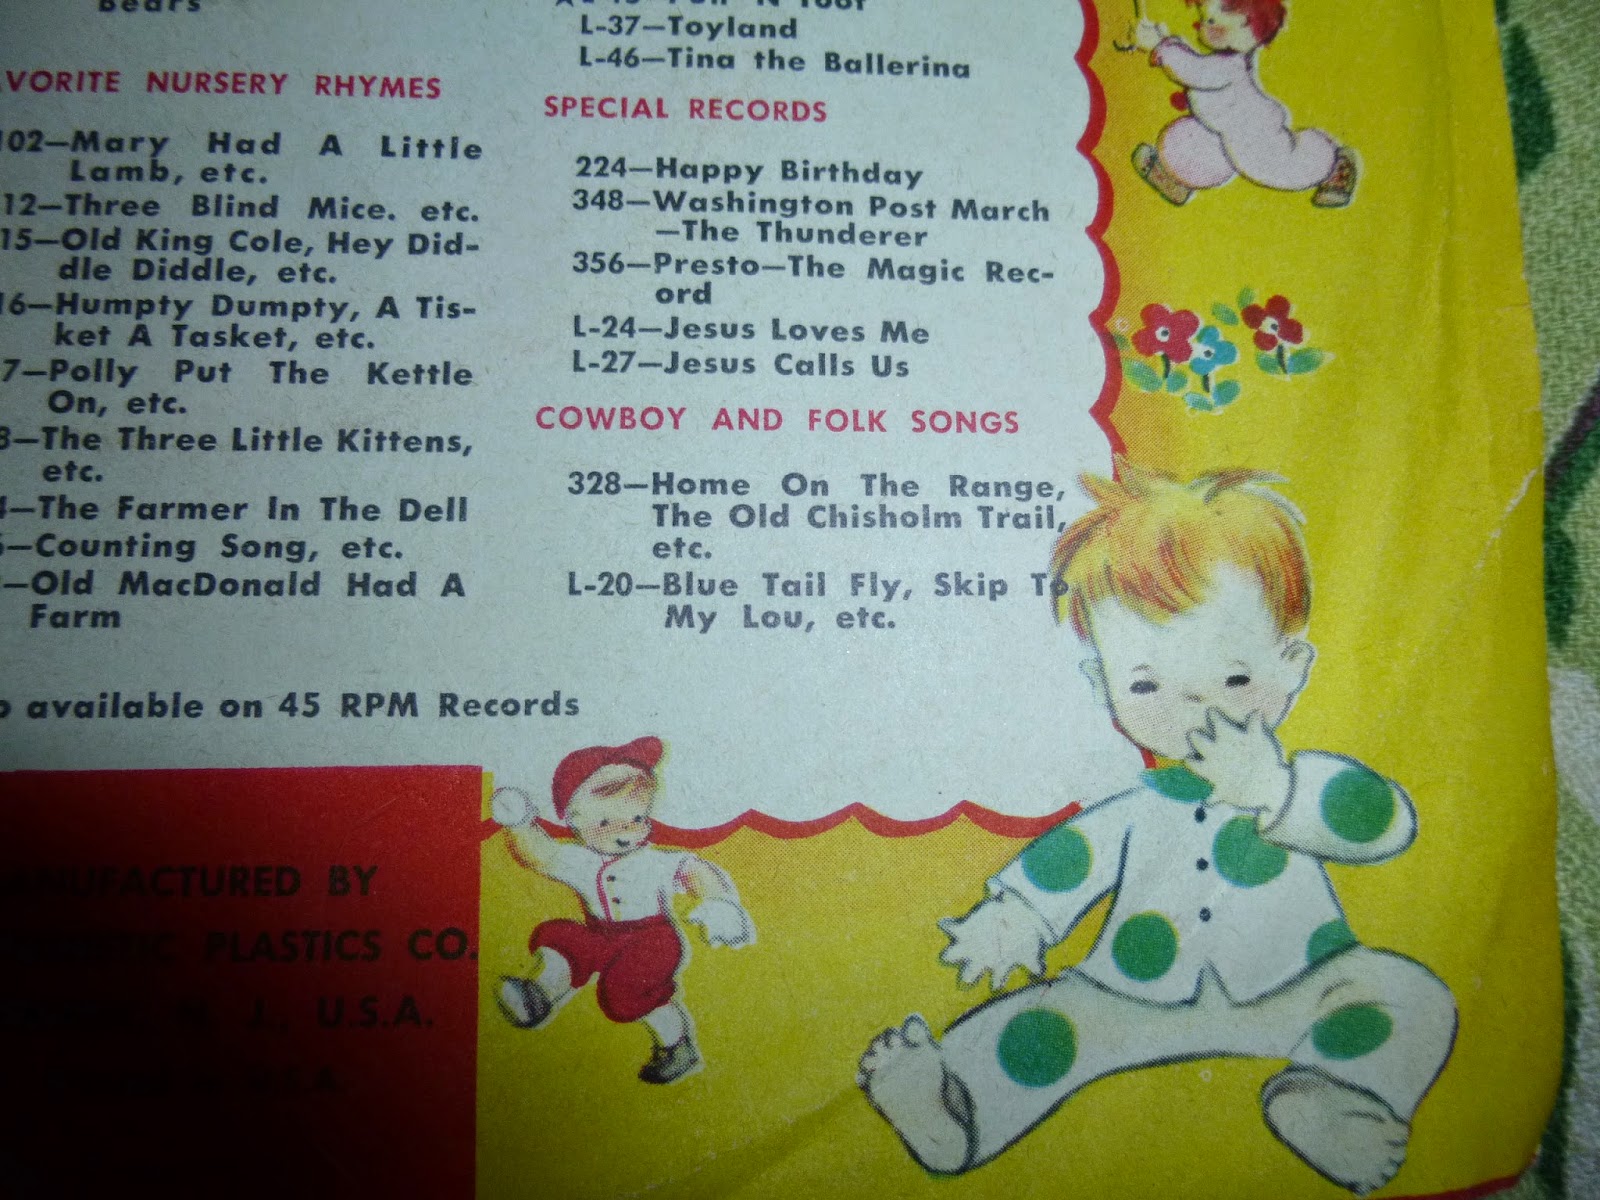 Bears
FAVORITE NURSERY RHYMES
102—Mary Had A Little
Lamb, etc.
12—Three Blind Mice. etc.
15—Old King Cole, Hey Did-
dle Diddle, etc.
16—Humpty Dumpty, A Tis-
ket A Tasket, etc.
7—Polly Put The Kettle
On, etc.
8—The Three Little Kittens,
etc.
4—The Farmer In The Dell
—Counting Song, etc.
—Old MacDonald Had A
Farm
available on 45 RPM Records
MANUFACTURED BY
PLASTICS CO.
N. J., U.S.A.
U.S.A.
L-37—Toyland
L-46—Tina the Ballerina
SPECIAL RECORDS
224—Happy Birthday
348—Washington Post March
—The Thunderer
356—Presto—The Magic Rec-
ord
L-24—Jesus Loves Me
L-27—Jesus Calls Us
COWBOY AND FOLK SONGS
328—Home On The Range,
The Old Chisholm Trail,
etc.
L-20—Blue Tail Fly, Skip To
My Lou, etc.